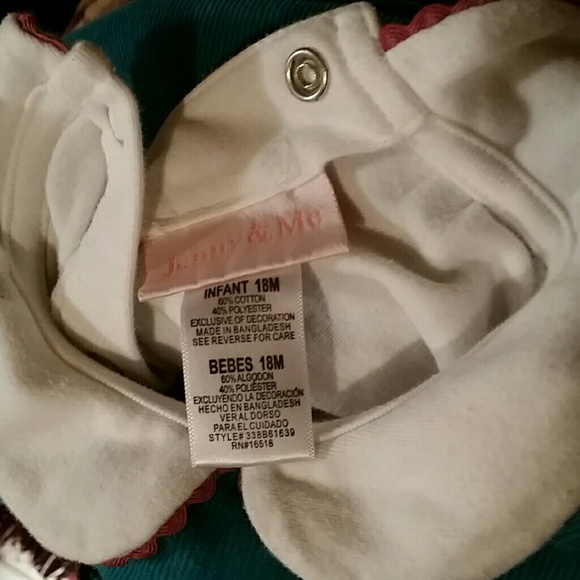 Jenny & Me
INFANT 18M
60% COTTON
40% POLYESTER
EXCLUSIVE OF DECORATION
MADE IN BANGLADESH
SEE REVERSE FOR CARE
BEBES 18M
60% ALGODON
40% POLIÉSTER
EXCLUYENDO LA DECORACIÓN
HECHO EN BANGLADESH
VER AL DORSO
PARA EL CUIDADO
STYLE# 338B61639
RN#16518